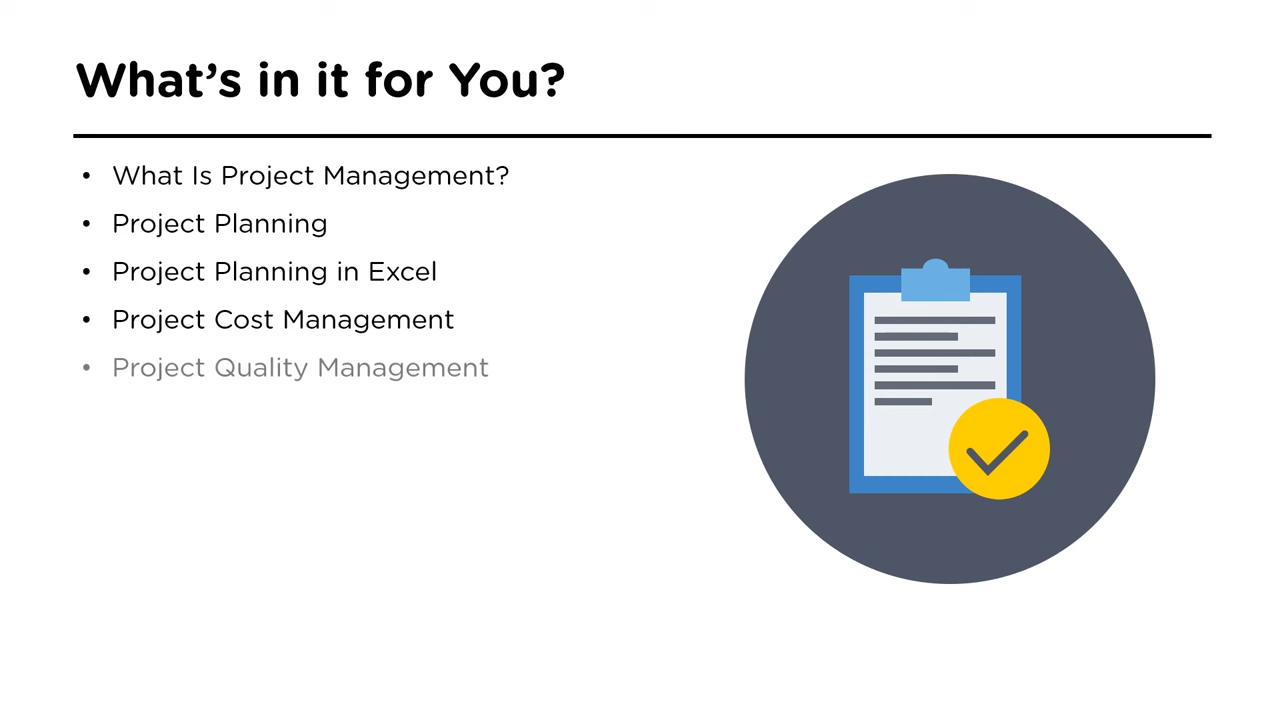 What’s in it for You?
• What Is Project Management?
• Project Planning
• Project Planning in Excel
• Project Cost Management
• Project Quality Management